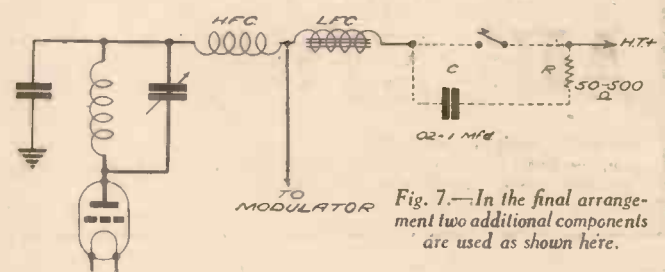 HFC
LFC
H.T.+
C
R
50-500
Ω
02-1 Mfd
TO
MODULATOR
Fig. 7.—In the final arrange-
ment two additional components
are used as shown here.